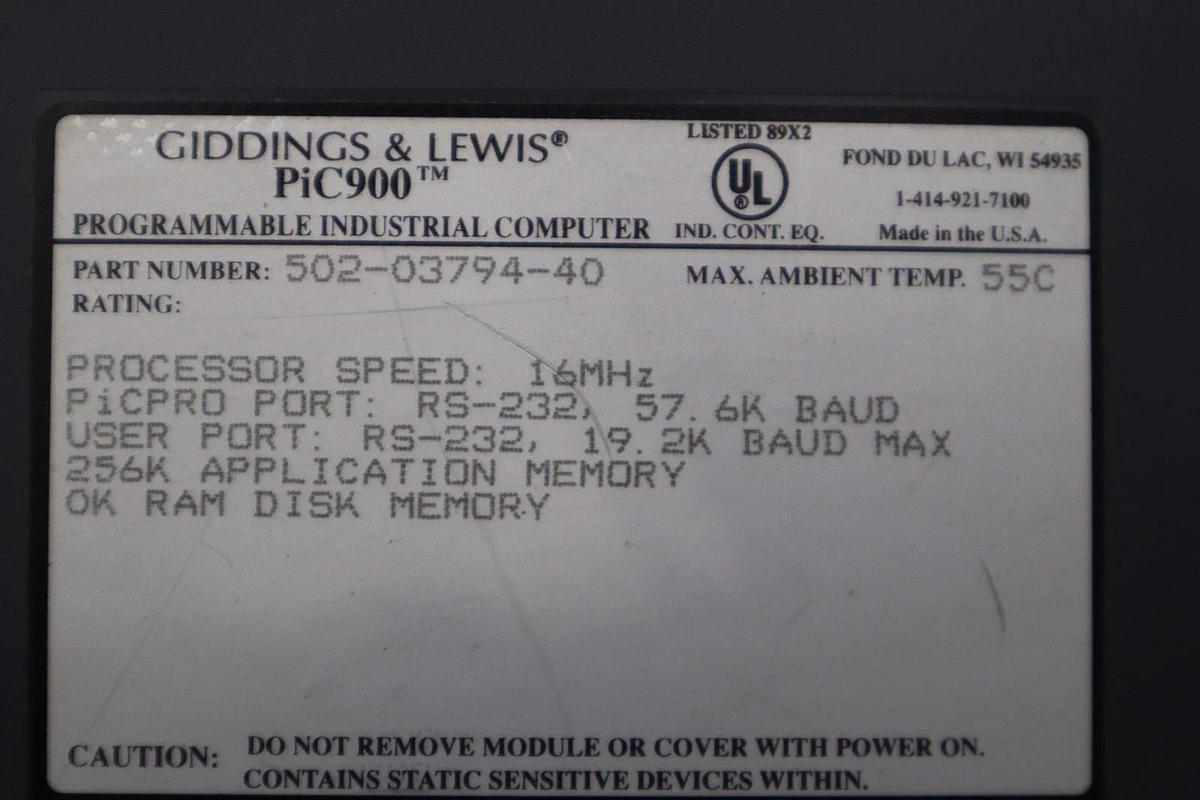 GIDDINGS & LEWIS®
PiC900™
PROGRAMMABLE INDUSTRIAL COMPUTER
LISTED 89X2
UL®
IND. CONT. EQ.
FOND DU LAC, WI 54935
1-414-921-7100
Made in the U.S.A.
PART NUMBER: 502-03794-40
MAX. AMBIENT TEMP. 55C
RATING:
PROCESSOR SPEED: 16MHz
PiCPRO PORT: RS-232, 57.6K BAUD
USER PORT: RS-232, 19.2K BAUD MAX
256K APPLICATION MEMORY
0K RAM DISK MEMORY
CAUTION: DO NOT REMOVE MODULE OR COVER WITH POWER ON.
CONTAINS STATIC SENSITIVE DEVICES WITHIN.